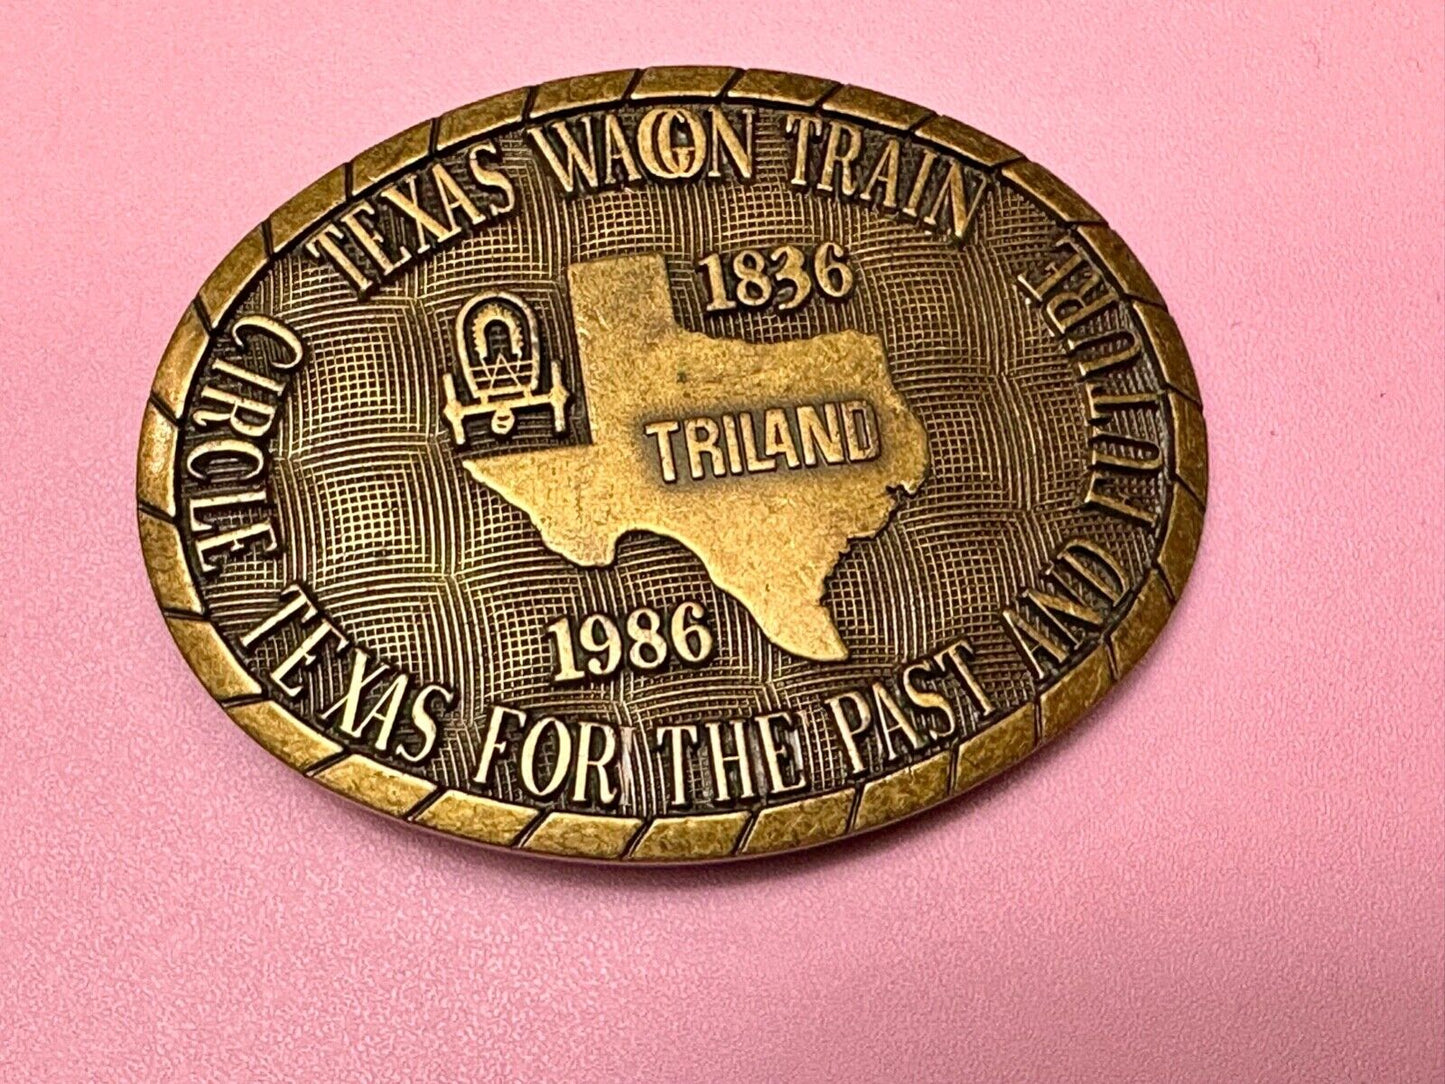 TEXAS WAGON TRAIN
1836
TRILAND
1986
CIRCLE TEXAS FOR THE PAST AND FUTURE